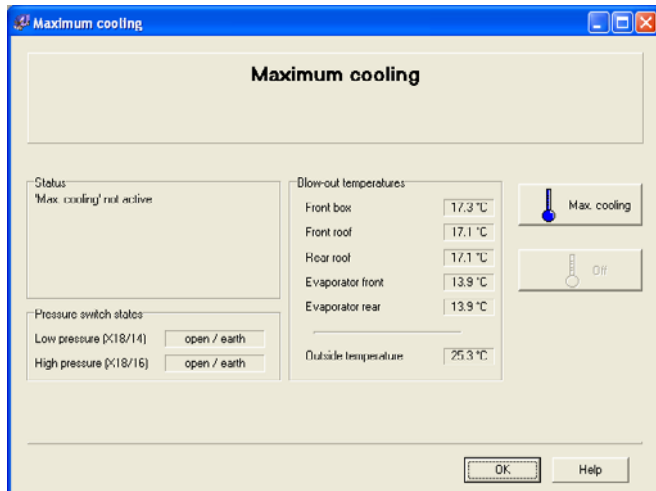 Maximum cooling
Maximum cooling
Status
'Max. cooling' not active
Pressure switch states
Low pressure (X18/14) open / earth
High pressure (X18/16) open / earth
Blow-out temperatures
Front box 17.3 °C
Front roof 17.1 °C
Rear roof 17.1 °C
Evaporator front 13.9 °C
Evaporator rear 13.9 °C
Outside temperature 25.3 °C
Max. cooling
Off
OK
Help